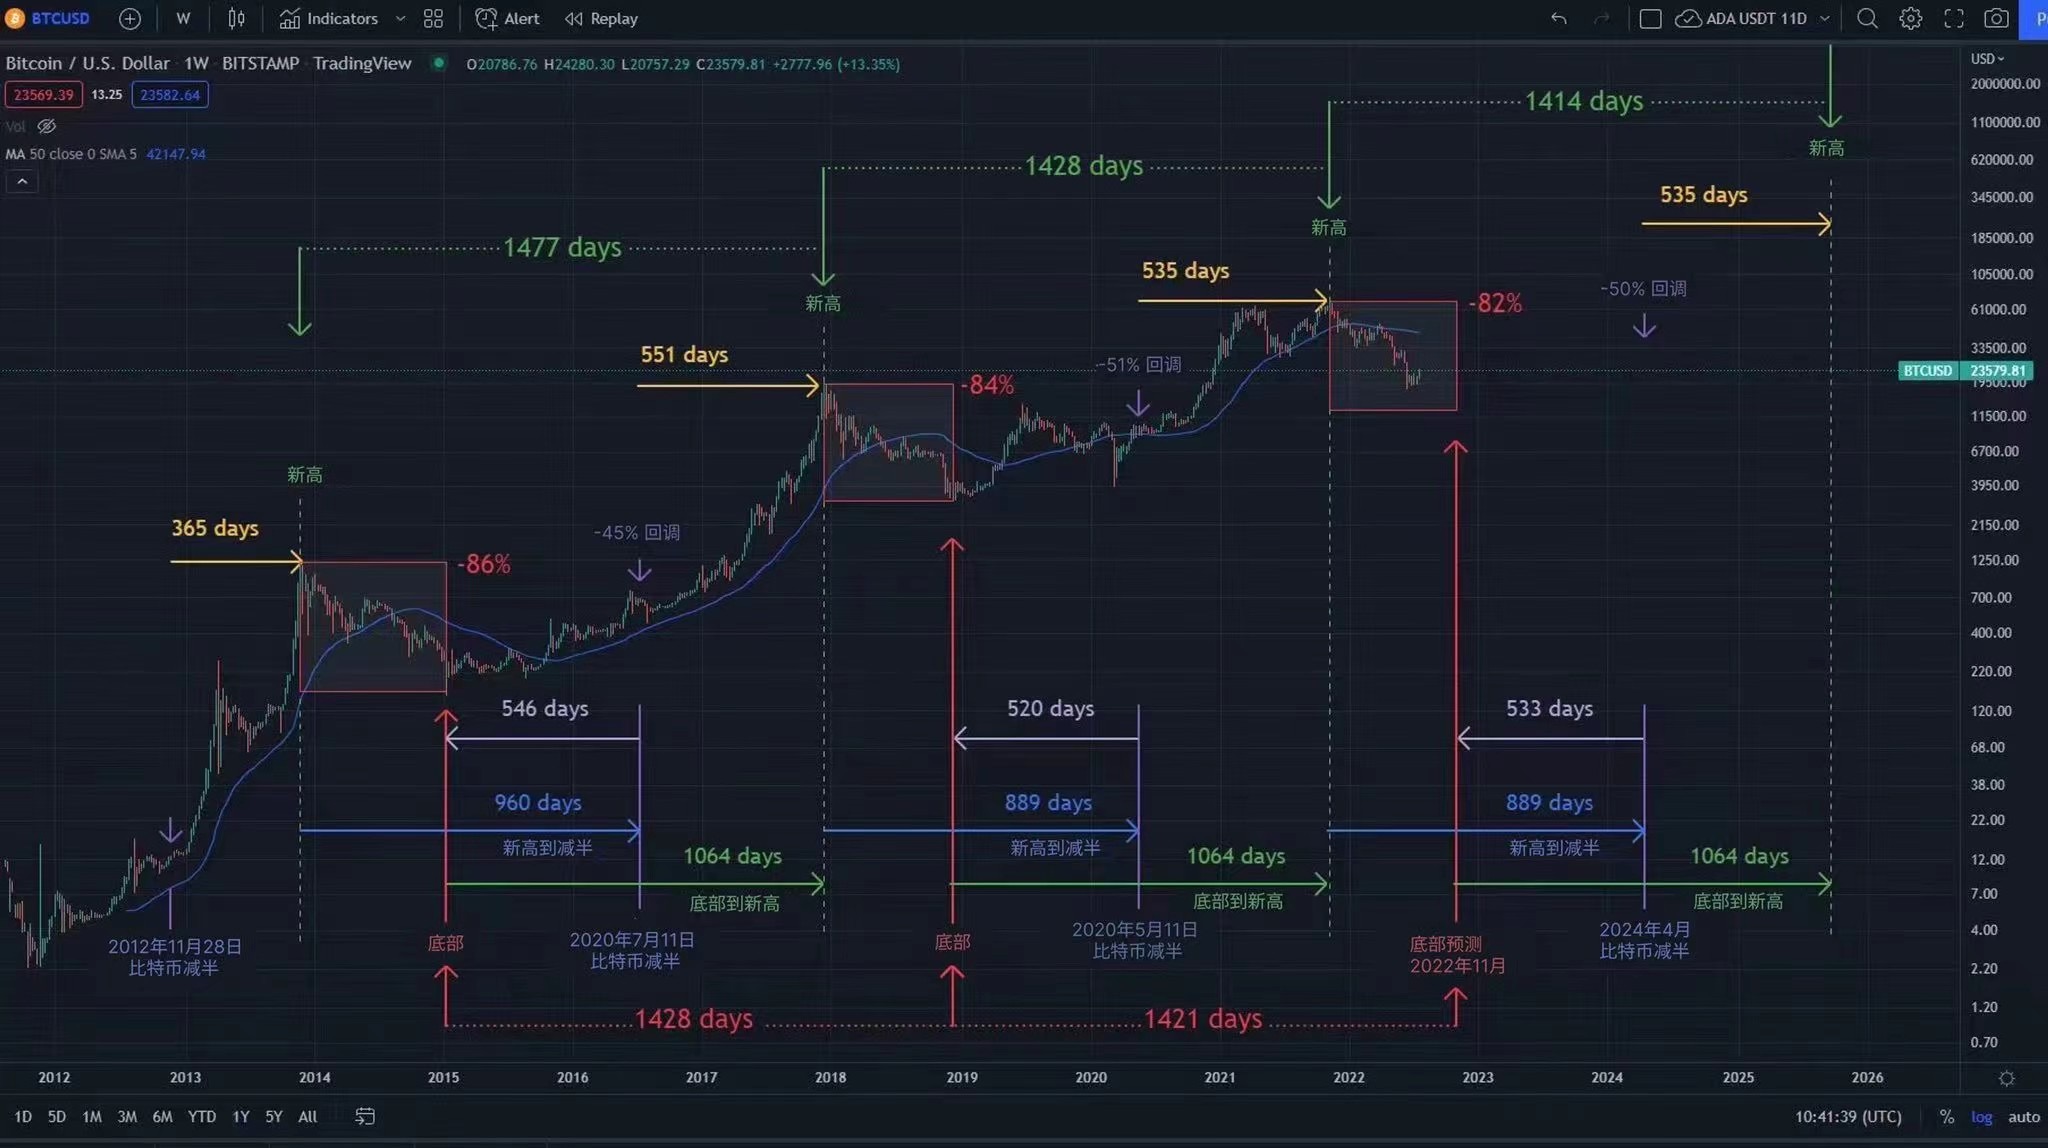 BTCUSD W Indicators Alert Replay ADA USDT 11D
Bitcoin / U.S. Dollar 1W BITSTAMP TradingView O20786.76 H24280.30 L20757.29 C23579.81 +2777.96 (+13.35%)
USD
23569.39 13.25 23582.64
Vol
MA 50 close 0 SMA 5 42147.94
1414 days
新高
1428 days
新高
535 days
1477 days
新高
535 days
-50% 回调
-82%
551 days
-51% 回调
-84%
新高
365 days
-45% 回调
-86%
546 days
520 days
533 days
960 days
889 days
889 days
新高到减半
新高到减半
新高到减半
1064 days
1064 days
1064 days
底部到新高
底部到新高
底部到新高
2012年11月28日
比特币减半
底部
2020年7月11日
比特币减半
底部
2020年5月11日
比特币减半
底部预测
2022年11月
2024年4月
比特币减半
1428 days
1421 days
2000000.00
1100000.00
620000.00
345000.00
185000.00
105000.00
61000.00
33500.00
BTCUSD 23579.81
19500.00
11500.00
6700.00
3950.00
2150.00
1250.00
700.00
400.00
220.00
120.00
68.00
38.00
22.00
12.00
7.00
4.00
2.20
1.20
0.70
2012 2013 2014 2015 2016 2017 2018 2019 2020 2021 2022 2023 2024 2025 2026
1D 5D 1M 3M 6M YTD 1Y 5Y All 10:41:39 (UTC) % log auto